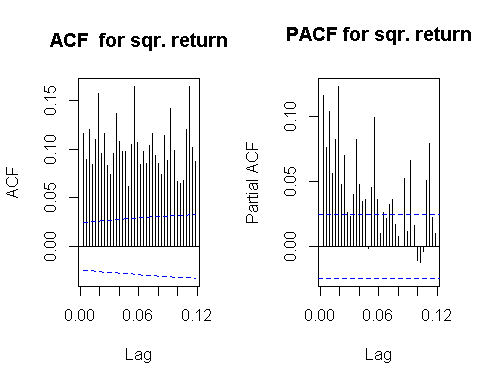 ACF for sqr. return
PACF for sqr. return
ACF
0.00
0.05
0.10
0.15
0.00
0.06
0.12
Lag
Partial ACF
0.00
0.05
0.10
0.00
0.06
0.12
Lag